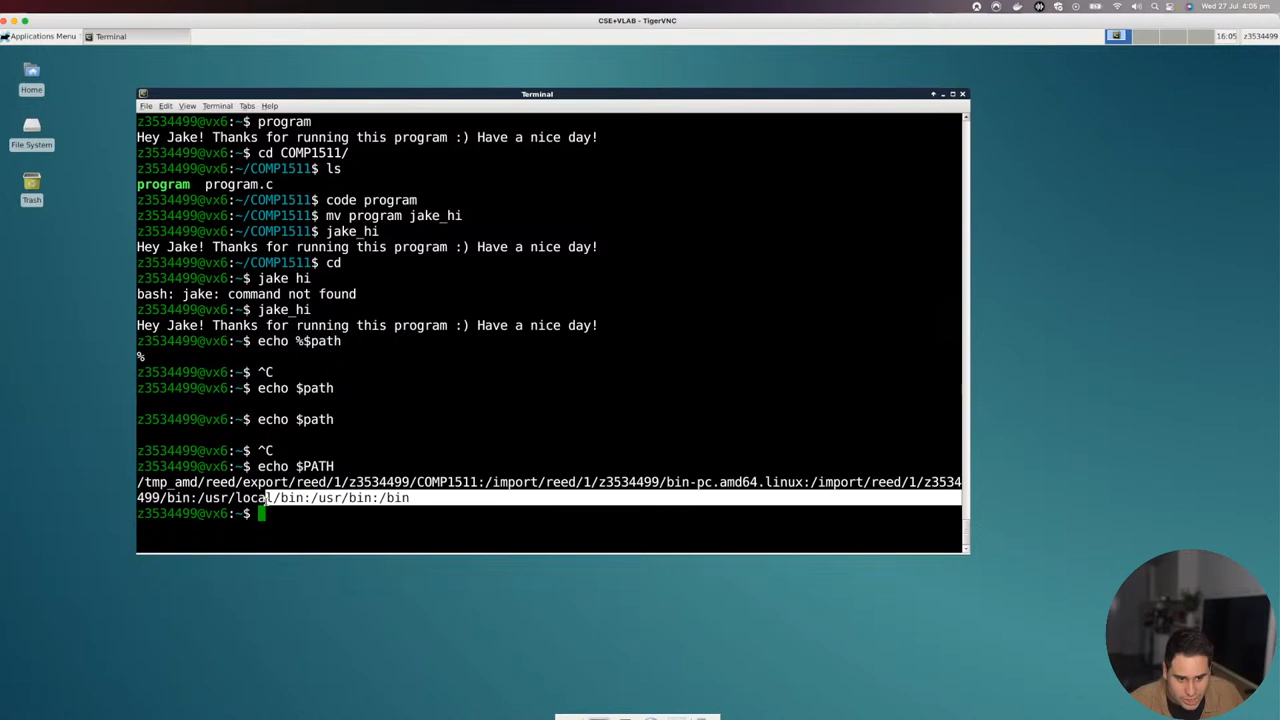 Wed 27 Jul 4:05 pm
CSE+VLAB - TigerVNC
Applications Menu
Terminal
16:05
z3534499
Home
File System
Trash
Terminal
File Edit View Terminal Tabs Help
z3534499@vx6:~$ program
Hey Jake! Thanks for running this program :) Have a nice day!
z3534499@vx6:~$ cd COMP1511/
z3534499@vx6:~/COMP1511$ ls
program  program.c
z3534499@vx6:~/COMP1511$ code program
z3534499@vx6:~/COMP1511$ mv program jake_hi
z3534499@vx6:~/COMP1511$ jake_hi
Hey Jake! Thanks for running this program :) Have a nice day!
z3534499@vx6:~/COMP1511$ cd
z3534499@vx6:~$ jake hi
bash: jake: command not found
z3534499@vx6:~$ jake_hi
Hey Jake! Thanks for running this program :) Have a nice day!
z3534499@vx6:~$ echo %$path
%
z3534499@vx6:~$ ^C
z3534499@vx6:~$ echo $path
z3534499@vx6:~$ echo $path
z3534499@vx6:~$ ^C
z3534499@vx6:~$ echo $PATH
/tmp_amd/reed/export/reed/1/z3534499/COMP1511:/import/reed/1/z3534499/bin-pc.amd64.linux:/import/reed/1/z3534
499/bin:/usr/local/bin:/usr/bin:/bin
z3534499@vx6:~$